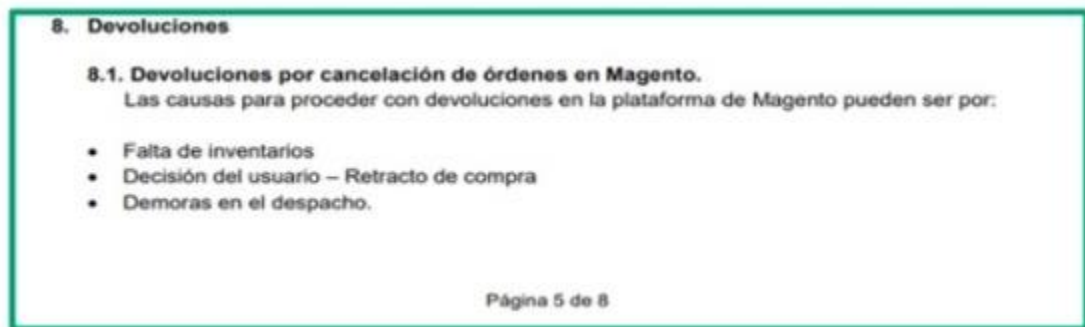 8. Devoluciones
8.1. Devoluciones por cancelación de órdenes en Magento.
Las causas para proceder con devoluciones en la plataforma de Magento pueden ser por:
• Falta de inventarios
• Decisión del usuario – Retracto de compra
• Demoras en el despacho.
Página 5 de 8